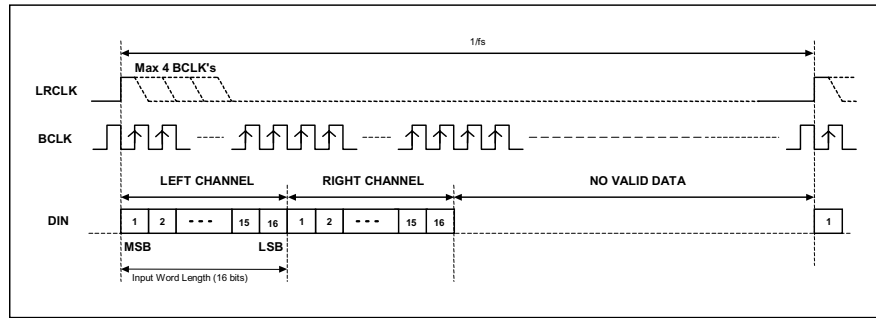 1/fs
Max 4 BCLK's
LRCLK
BCLK
LEFT CHANNEL RIGHT CHANNEL NO VALID DATA
DIN 1 2 - - - 15 16 1 2 - - - 15 16 1
MSB LSB
Input Word Length (16 bits)